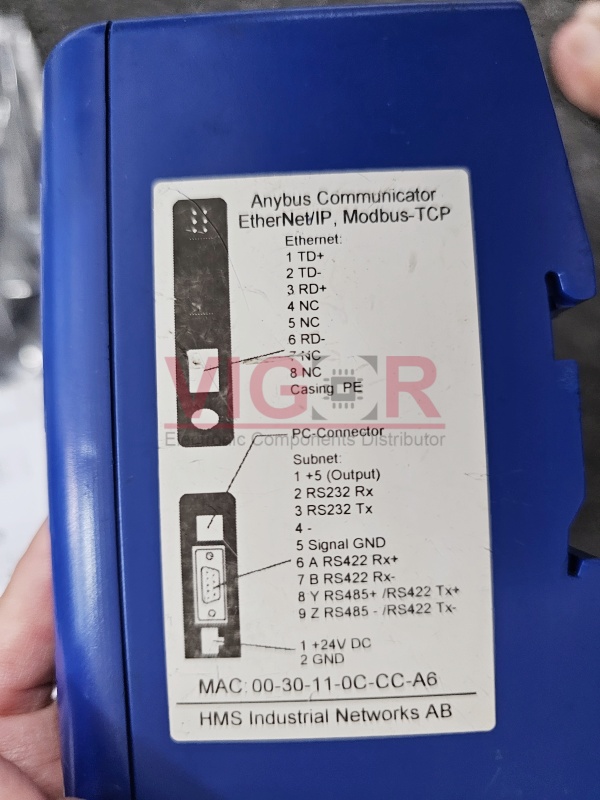 Anybus Communicator
EtherNet/IP, Modbus-TCP
Ethernet:
1 TD+
2 TD-
3 RD+
4 NC
5 NC
6 RD-
7 NC
8 NC
Casing PE
VIGOR
Electronic Components Distributor
PC-Connector
Subnet:
1 +5 (Output)
2 RS232 Rx
3 RS232 Tx
4 -
5 Signal GND
6 A RS422 Rx+
7 B RS422 Rx-
8 Y RS485+ /RS422 Tx+
9 Z RS485 - /RS422 Tx-
1 +24V DC
2 GND
MAC: 00-30-11-0C-CC-A6
HMS Industrial Networks AB